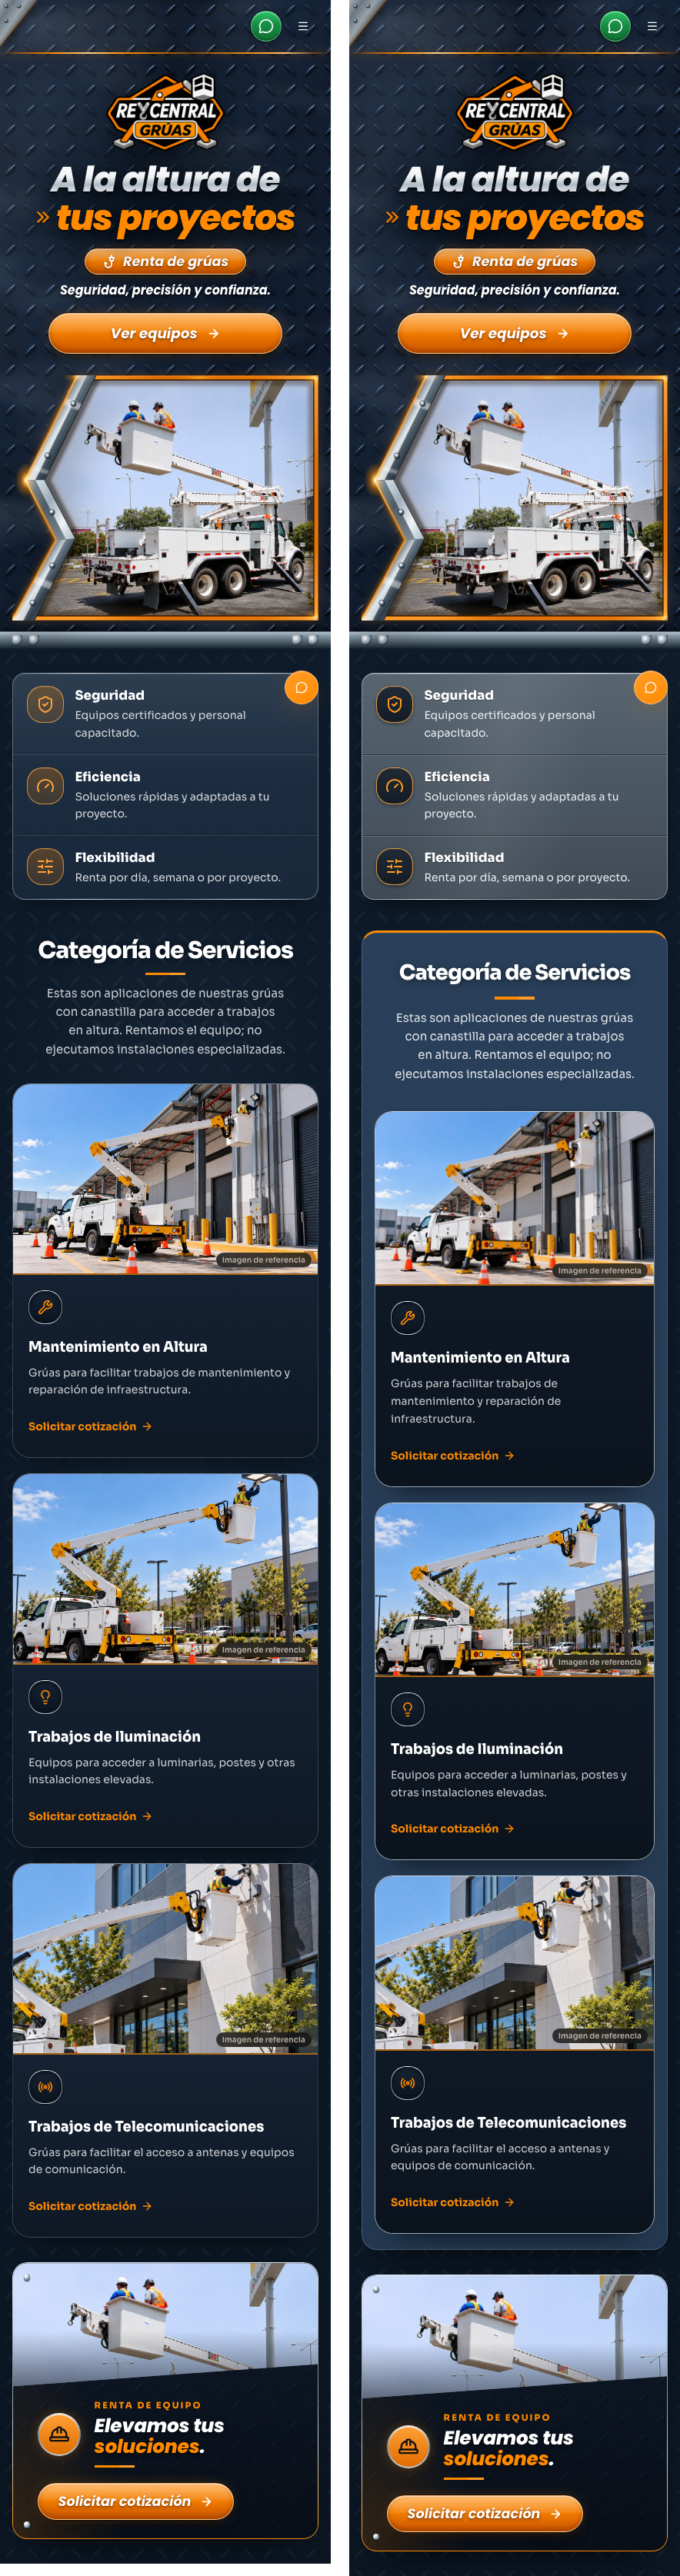 REYCENTRAL
GRÚAS
A la altura de
» tus proyectos
Renta de grúas
Seguridad, precisión y confianza.
Ver equipos →
Seguridad
Equipos certificados y personal
capacitado.
Eficiencia
Soluciones rápidas y adaptadas a tu
proyecto.
Flexibilidad
Renta por día, semana o por proyecto.
Categoría de Servicios
Estas son aplicaciones de nuestras grúas
con canastilla para acceder a trabajos
en altura. Rentamos el equipo; no
ejecutamos instalaciones especializadas.
Imagen de referencia
Mantenimiento en Altura
Grúas para facilitar trabajos de mantenimiento y
reparación de infraestructura.
Solicitar cotización →
Imagen de referencia
Trabajos de Iluminación
Equipos para acceder a luminarias, postes y otras
instalaciones elevadas.
Solicitar cotización →
Imagen de referencia
Trabajos de Telecomunicaciones
Grúas para facilitar el acceso a antenas y equipos
de comunicación.
Solicitar cotización →
RENTA DE EQUIPO
Elevamos tus
soluciones.
Solicitar cotización →
REYCENTRAL
GRÚAS
A la altura de
» tus proyectos
Renta de grúas
Seguridad, precisión y confianza.
Ver equipos →
Seguridad
Equipos certificados y personal
capacitado.
Eficiencia
Soluciones rápidas y adaptadas a tu
proyecto.
Flexibilidad
Renta por día, semana o por proyecto.
Categoría de Servicios
Estas son aplicaciones de nuestras grúas
con canastilla para acceder a trabajos
en altura. Rentamos el equipo; no
ejecutamos instalaciones especializadas.
Imagen de referencia
Mantenimiento en Altura
Grúas para facilitar trabajos de
mantenimiento y reparación de
infraestructura.
Solicitar cotización →
Imagen de referencia
Trabajos de Iluminación
Equipos para acceder a luminarias, postes y
otras instalaciones elevadas.
Solicitar cotización →
Imagen de referencia
Trabajos de Telecomunicaciones
Grúas para facilitar el acceso a antenas y
equipos de comunicación.
Solicitar cotización →
RENTA DE EQUIPO
Elevamos tus
soluciones.
Solicitar cotización →